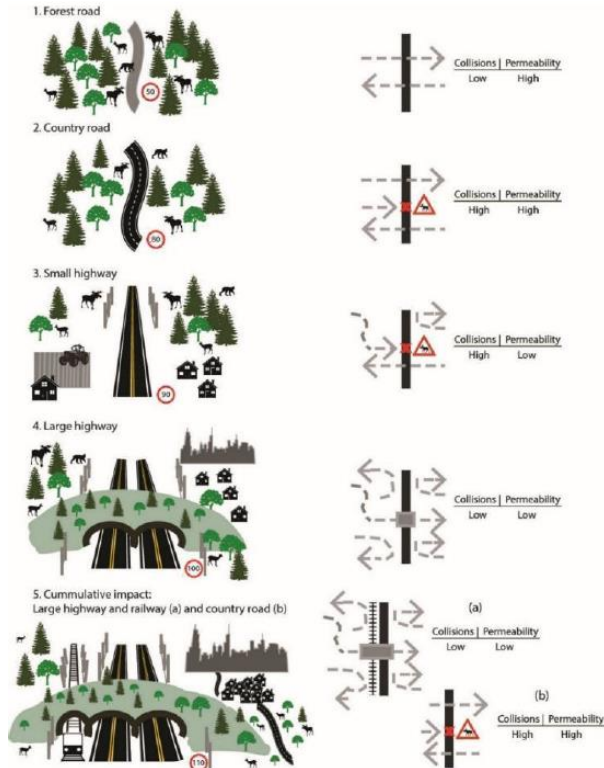 1. Forest road
50
Collisions | Permeability
Low High
2. Country road
80
Collisions | Permeability
High High
3. Small highway
90
Collisions | Permeability
High Low
4. Large highway
100
Collisions | Permeability
Low Low
5. Cummulative impact:
Large highway and railway (a) and country road (b)
110
(a)
Collisions | Permeability
Low Low
(b)
Collisions | Permeability
High High